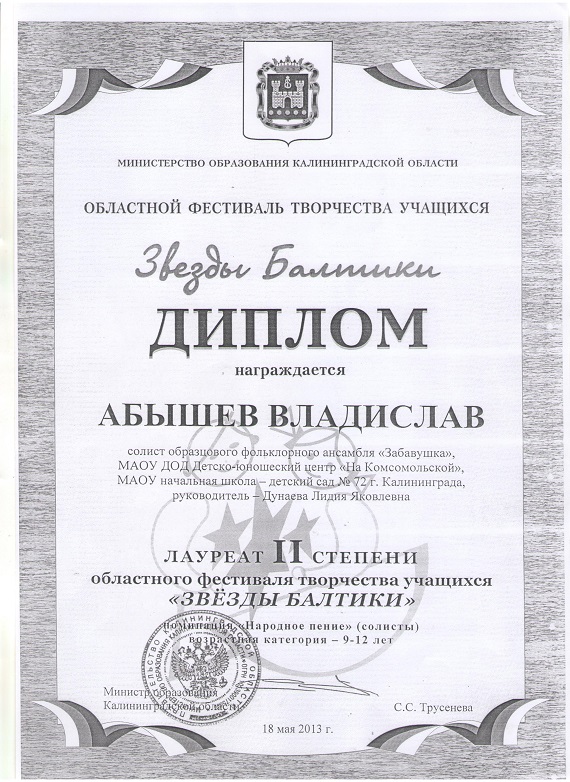 МИНИСТЕРСТВО ОБРАЗОВАНИЯ КАЛИНИНГРАДСКОЙ ОБЛАСТИ
ОБЛАСТНОЙ ФЕСТИВАЛЬ ТВОРЧЕСТВА УЧАЩИХСЯ
Звезды Балтики
ДИПЛОМ
награждается
АБЫШЕВ ВЛАДИСЛАВ
солист образцового фольклорного ансамбля «Забавушка»,
МАОУ ДОД Детско-юношеский центр «На Комсомольской»,
МАОУ начальная школа – детский сад № 72 г. Калининграда,
руководитель – Дунаева Лидия Яковлевна
ЛАУРЕАТ II СТЕПЕНИ
областного фестиваля творчества учащихся
«ЗВЁЗДЫ БАЛТИКИ»
номинация «Народное пение» (солисты)
возрастная категория – 9-12 лет
Министр образования
Калининградской области
С.С. Трусенева
18 мая 2013 г.